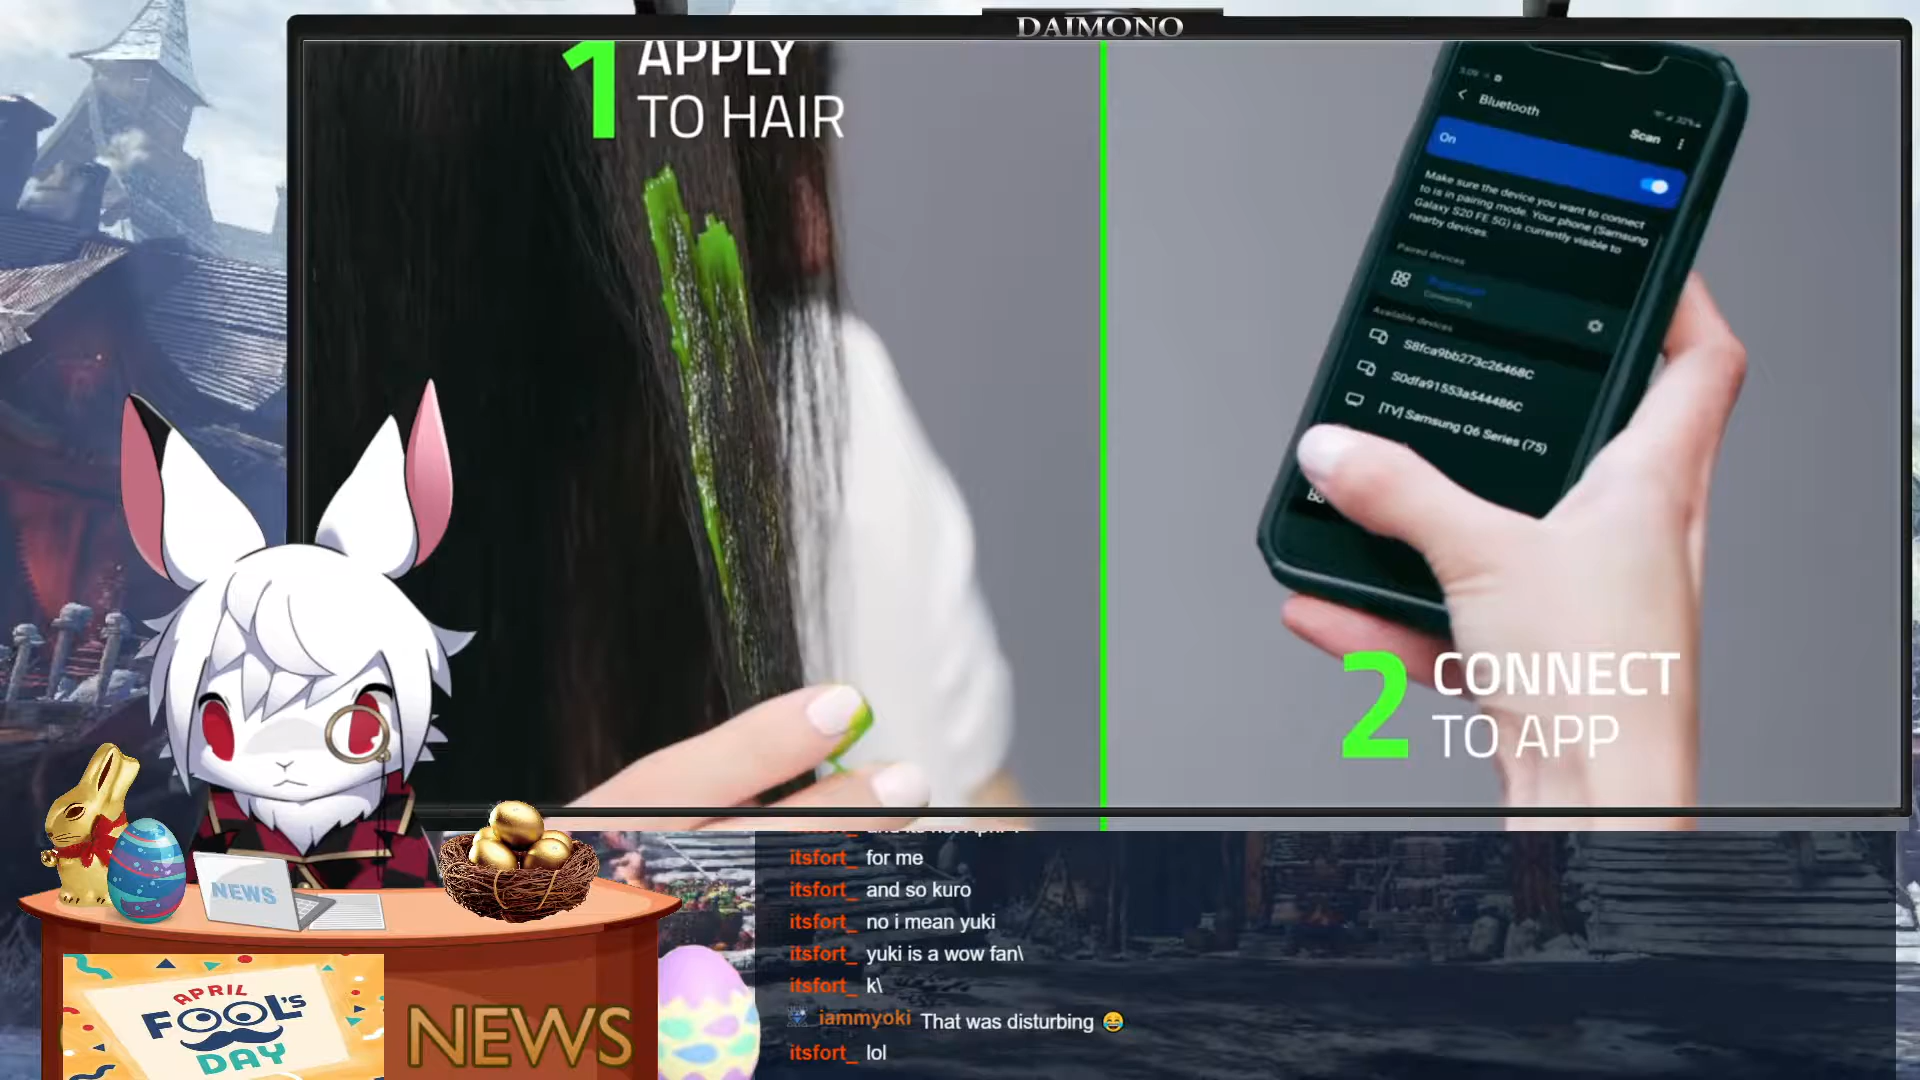 DAIMONO
1 APPLY
TO HAIR
Bluetooth
Scan
On
Make sure the device you want to connect
to is in pairing mode. Your phone (Samsung
Galaxy S20 FE 5G) is currently visible to
nearby devices.
Paired devices
Connecting
Available devices
S8fca9bb273c26468C
S0dfa91553a544486C
[TV] Samsung Q6 Series (75)
2 CONNECT
TO APP
itsfort_ for me
itsfort_ and so kuro
itsfort_ no i mean yuki
itsfort_ yuki is a wow fan\
itsfort_ k\
iammyoki That was disturbing 😂
itsfort_ lol
NEWS
APRIL
FOOL'S
DAY
NEWS